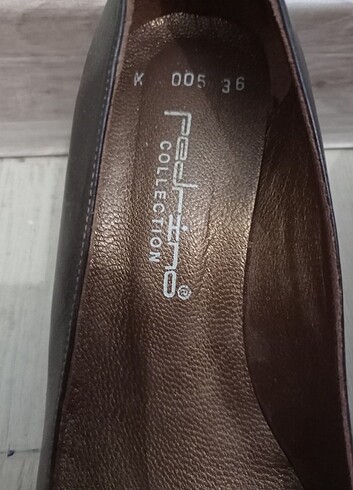 K 005 36
pedrino
COLLECTION
®